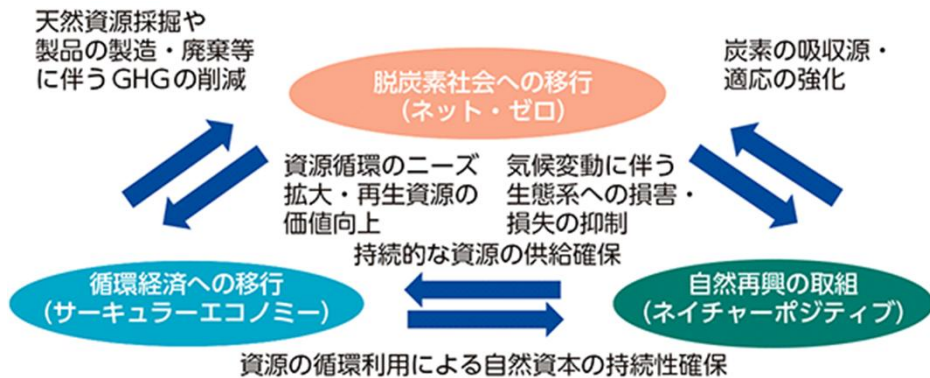 天然資源採掘や
製品の製造・廃棄等
に伴うGHGの削減
炭素の吸収源・
適応の強化
脱炭素社会への移行
(ネット・ゼロ)
資源循環のニーズ
拡大・再生資源の
価値向上
気候変動に伴う
生態系への損害・
損失の抑制
持続的な資源の供給確保
循環経済への移行
(サーキュラーエコノミー)
自然再興の取組
(ネイチャーポジティブ)
資源の循環利用による自然資本の持続性確保